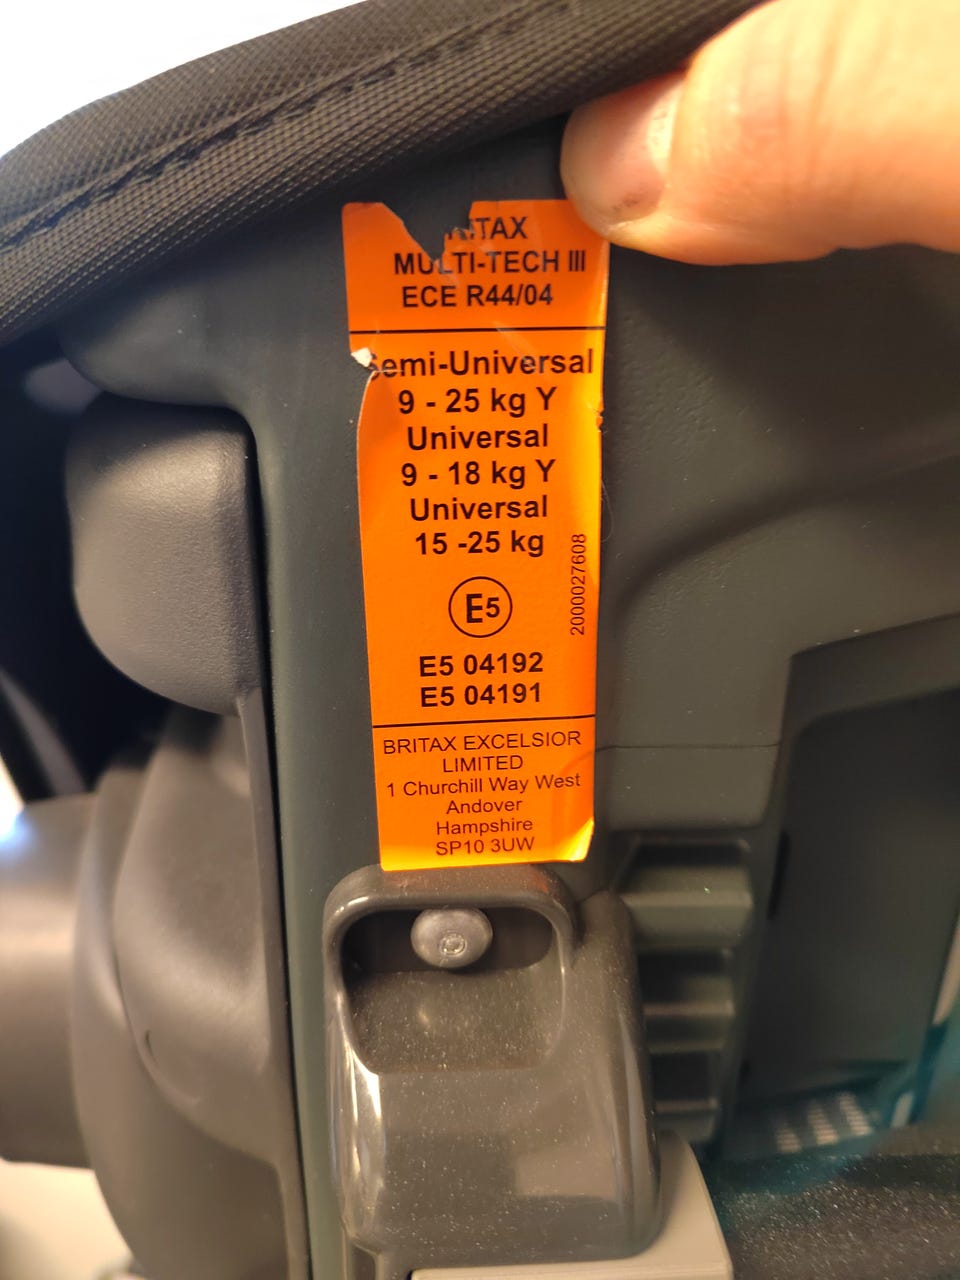 RITAX
MULTI-TECH III
ECE R44/04
Semi-Universal
9 - 25 kg Y
Universal
9 - 18 kg Y
Universal
15 -25 kg
E5
2000027608
E5 04192
E5 04191
BRITAX EXCELSIOR
LIMITED
1 Churchill Way West
Andover
Hampshire
SP10 3UW